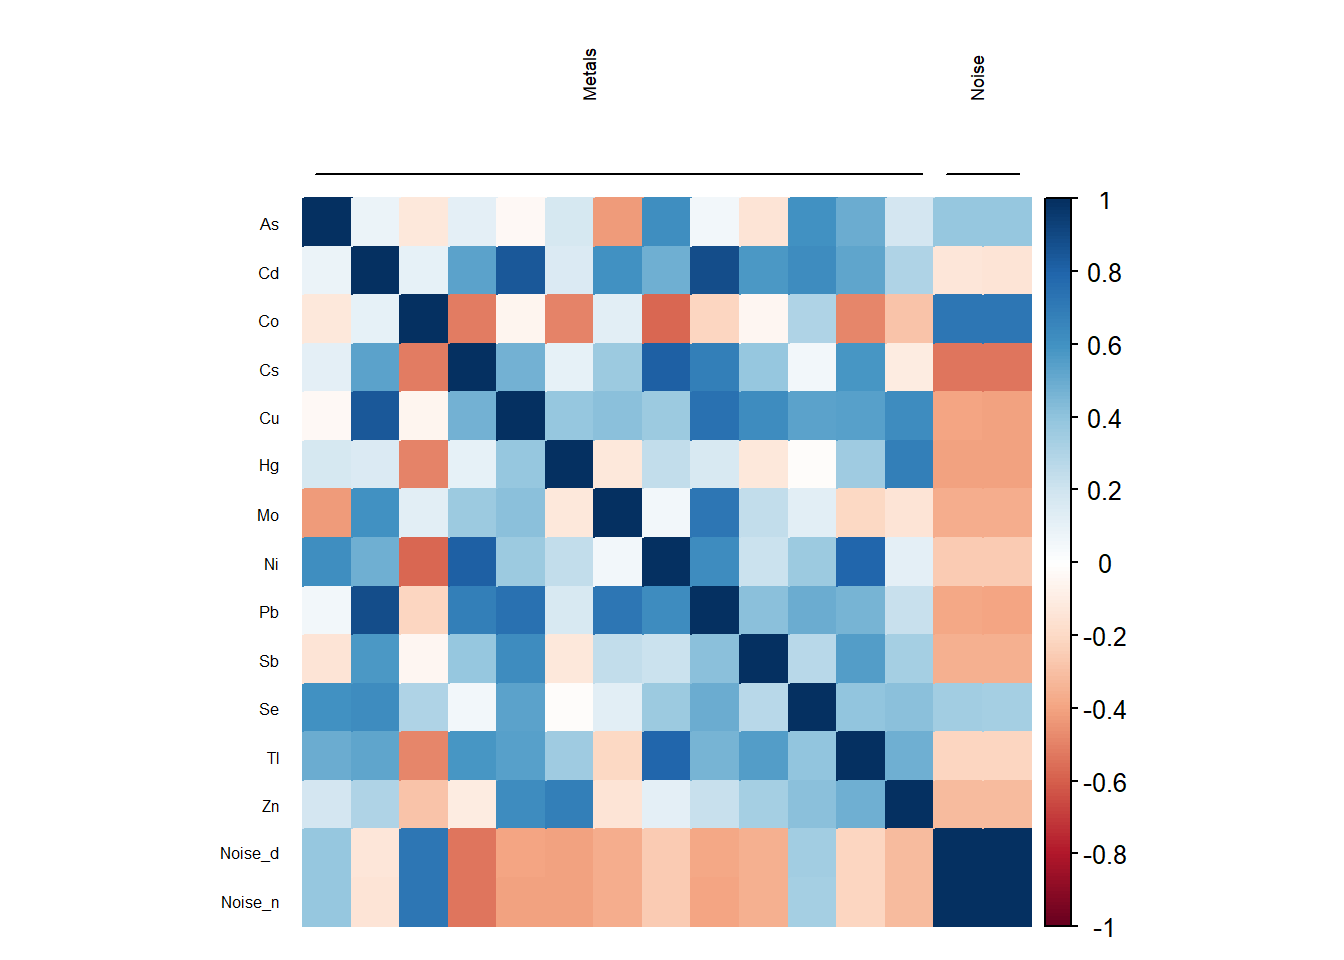 Metals
Noise
As
Cd
Co
Cs
Cu
Hg
Mo
Ni
Pb
Sb
Se
Tl
Zn
Noise_d
Noise_n
1
0.8
0.6
0.4
0.2
0
-0.2
-0.4
-0.6
-0.8
-1